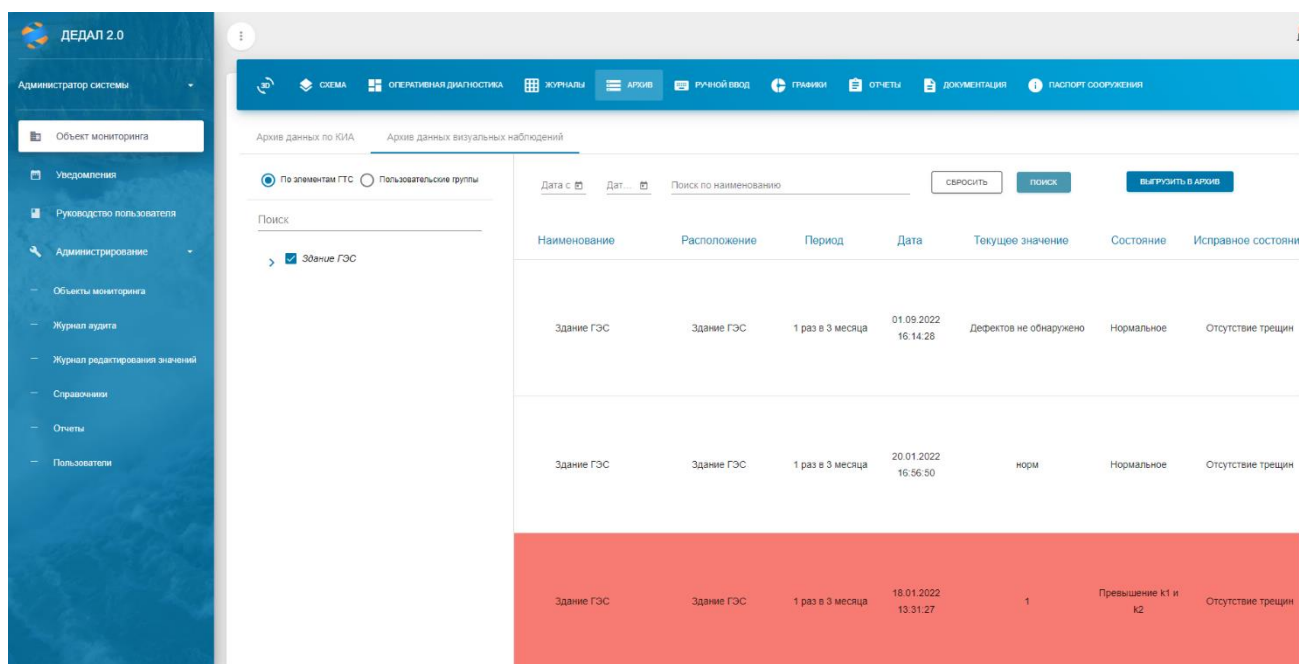 ДЕДАЛ 2.0
Администратор системы
Объект мониторинга
Уведомления
Руководство пользователя
Администрирование
Объекты мониторинга
Журнал аудита
Журнал редактирования значений
Справочники
Отчеты
Пользователи
3D СХЕМА ОПЕРАТИВНАЯ ДИАГНОСТИКА ЖУРНАЛЫ АРХИВ РУЧНОЙ ВВОД ГРАФИКИ ОТЧЕТЫ ДОКУМЕНТАЦИЯ ПАСПОРТ СООРУЖЕНИЯ
Архив данных по КИА Архив данных визуальных наблюдений
По элементам ГТС Пользовательские группы
Поиск
Здание ГЭС
Дата с Дат... Поиск по наименованию СБРОСИТЬ ПОИСК ВЫГРУЗИТЬ В АРХИВ
Наименование Расположение Период Дата Текущее значение Состояние Исправное состояни
Здание ГЭС Здание ГЭС 1 раз в 3 месяца 01.09.2022 16:14:28 Дефектов не обнаружено Нормальное Отсутствие трещин
Здание ГЭС Здание ГЭС 1 раз в 3 месяца 20.01.2022 16:56:50 норм Нормальное Отсутствие трещин
Здание ГЭС Здание ГЭС 1 раз в 3 месяца 18.01.2022 13:31:27 1 Превышение k1 и k2 Отсутствие трещин